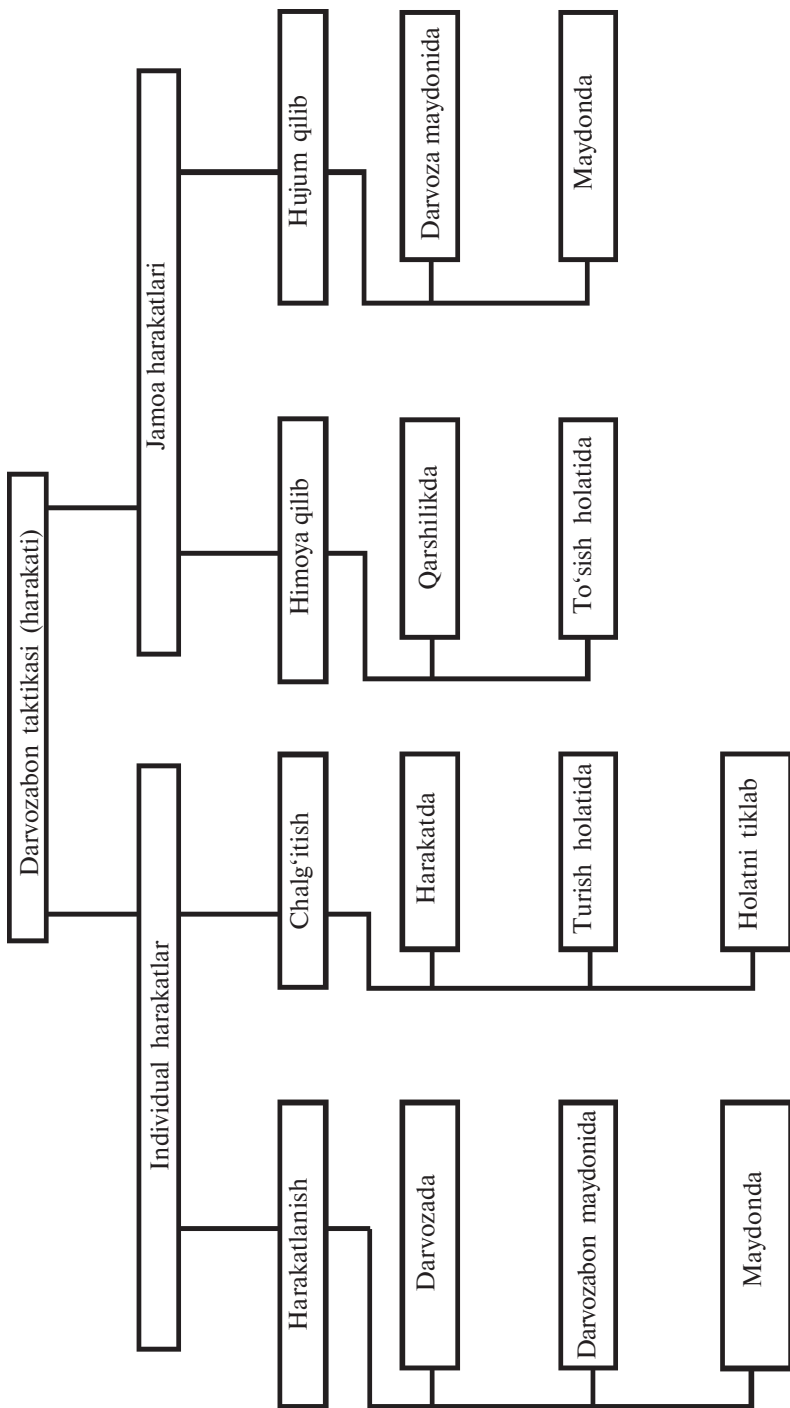 Darvozabon taktikasi (harakati)
Individual harakatlar
Jamoa harakatlari
Harakatlanish
Chalg‘itish
Himoya qilib
Hujum qilib
Darvozada
Harakatda
Qarshilikda
Darvoza maydonida
Darvozabon maydonida
Turish holatida
To‘sish holatida
Maydonda
Maydonda
Holatni tiklab